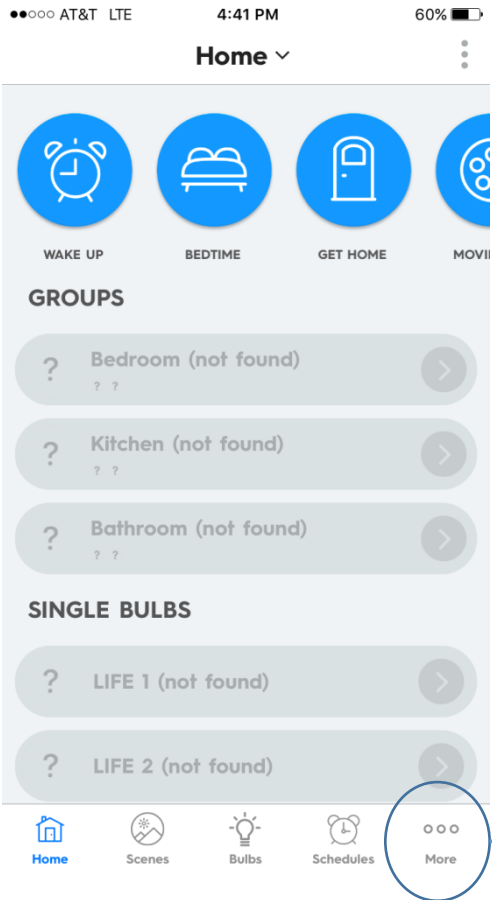 AT&T LTE 4:41 PM 60%
Home
WAKE UP BEDTIME GET HOME MOVI
GROUPS
? Bedroom (not found)
? ?
? Kitchen (not found)
? ?
? Bathroom (not found)
? ?
SINGLE BULBS
? LIFE 1 (not found)
? LIFE 2 (not found)
Home Scenes Bulbs Schedules More